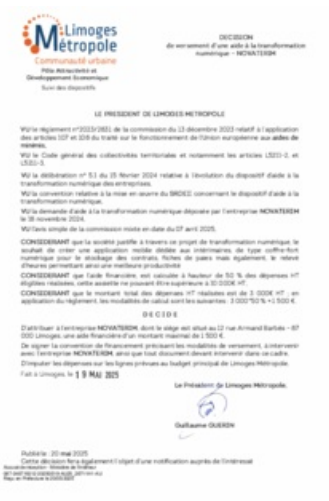 Limoges
Métropole
Communauté urbaine
Pôle Attractivité et
Développement Economique
Suivi des dispositifs
DECISION
de versement d'une aide à la transformation
numérique – NOVATERIM
LE PRESIDENT DE LIMOGES METROPOLE
VU le règlement n°2023/2831 de la commission du 13 décembre 2023 relatif à l'application
des articles 107 et 108 du traité sur le fonctionnement de l'Union européenne aux aides de
minimis,
VU le Code général des collectivités territoriales et notamment les articles L5211-2, et
L5211-3,
VU la délibération n° 5.1 du 15 février 2024 relative à l'évolution du dispositif d'aide à la
transformation numérique des entreprises,
VU la convention relative à la mise en œuvre du SRDEII concernant le dispositif d'aide à la
transformation numérique,
VU la demande d'aide à la transformation numérique déposée par l'entreprise NOVATERIM
le 18 novembre 2024,
VU l'avis simple de la commission mixte en date du 07 avril 2025,
CONSIDERANT que la société justifie à travers ce projet de transformation numérique, le
souhait de créer une application mobile dédiée aux intérimaires, de type coffre-fort
numérique pour le stockage des contrats, fiches de paies mais également, le relevé
d'heures permettant ainsi une meilleure productivité
CONSIDERANT que l'aide financière, est calculée à hauteur de 50 % des dépenses HT
éligibles réalisées, cette assiette ne pouvant être supérieure à 10 000€ HT,
CONSIDERANT que le montant total des dépenses HT réalisées est de 3 000€ HT ; en
application du règlement, les modalités de calcul sont les suivantes : 3 000*50 % = 1 500 €,
DECIDE
D'attribuer à l'entreprise NOVATERIM, dont le siège est situé au 12 rue Armand Barbès – 87
000 Limoges, une aide financière d'un montant maximal de 1 500 €.
De signer la convention de financement précisant les modalités de versement, à intervenir
avec l'entreprise NOVATERIM, ainsi que tout document devant intervenir dans ce cadre.
D'imputer les dépenses sur les lignes avérées au budget principal de Limoges Métropole.
Fait à Limoges, le 19 MAI 2025
Le Président de Limoges Métropole,
Guillaume GUERIN
Publié le : 20 mai 2025
Cette décision fera également l'objet d'une notification auprès de l'intéressé